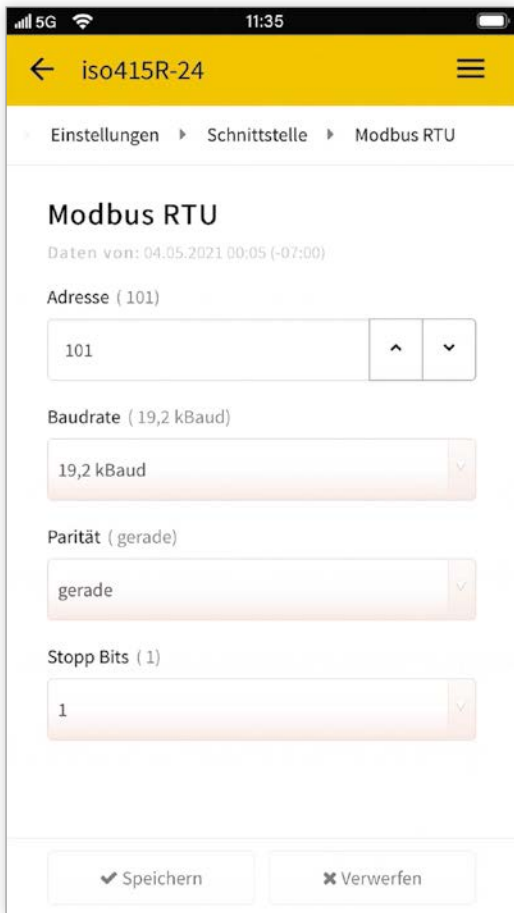 5G 11:35
iso415R-24
Einstellungen Schnittstelle Modbus RTU
Modbus RTU
Daten von: 04.05.2021 00:05 (-07:00)
Adresse ( 101)
101
Baudrate ( 19,2 kBaud)
19,2 kBaud
Parität ( gerade)
gerade
Stopp Bits ( 1)
1
Speichern Verwerfen